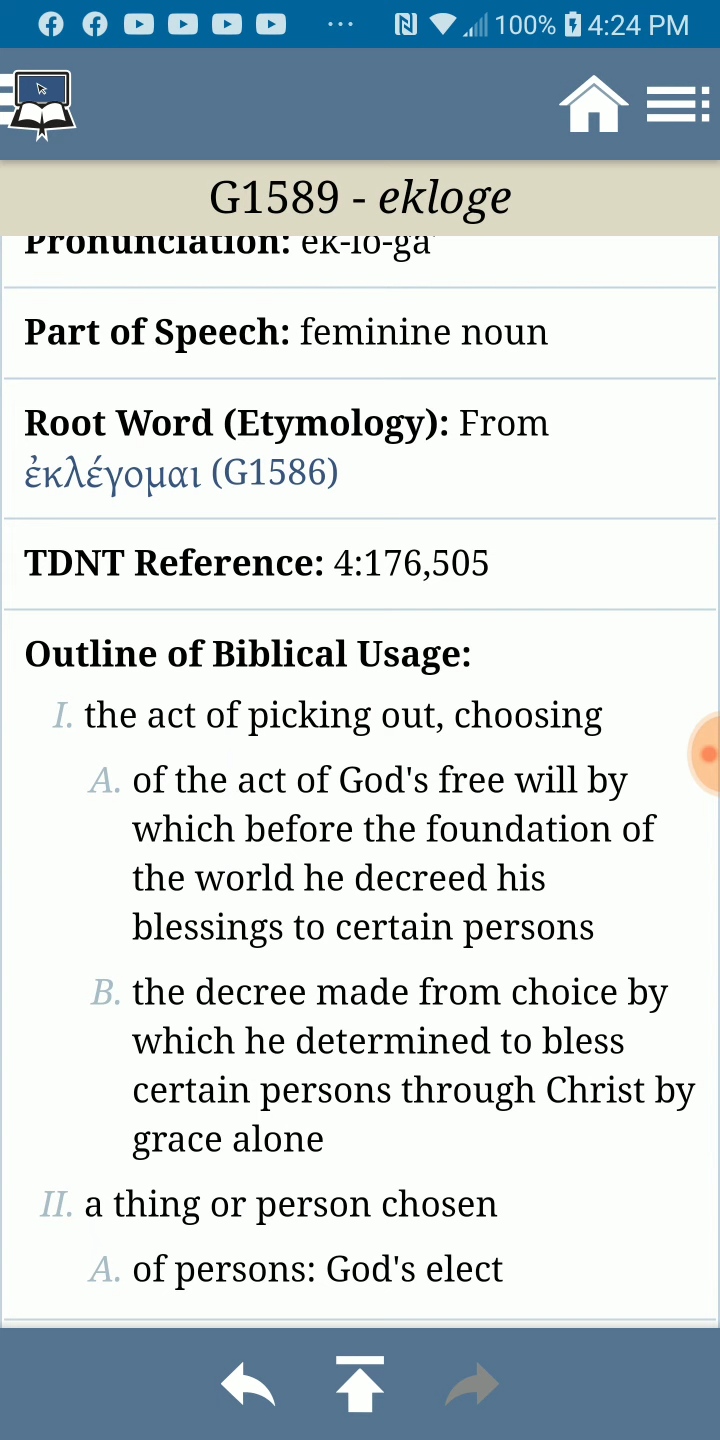 100% 4:24 PM
G1589 - ekloge
Pronunciation: ek-lo-gā'
Part of Speech: feminine noun
Root Word (Etymology): From
ἐκλέγομαι (G1586)
TDNT Reference: 4:176,505
Outline of Biblical Usage:
I. the act of picking out, choosing
A. of the act of God's free will by
which before the foundation of
the world he decreed his
blessings to certain persons
B. the decree made from choice by
which he determined to bless
certain persons through Christ by
grace alone
II. a thing or person chosen
A. of persons: God's elect